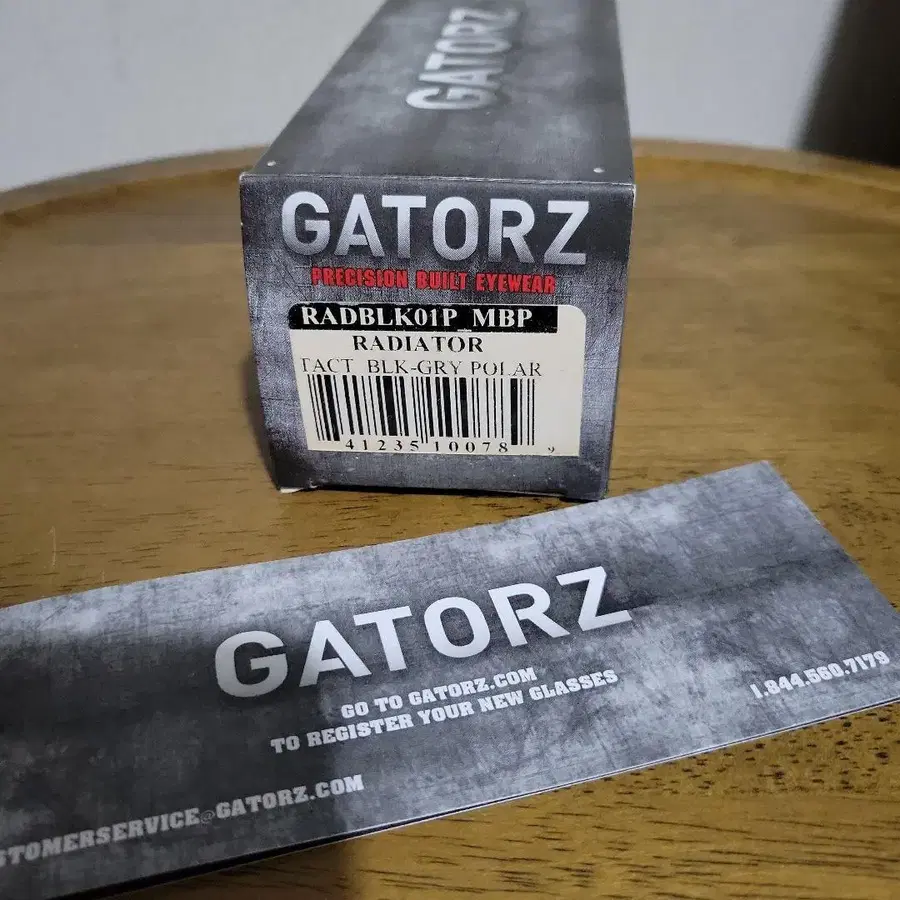 GATORZ
GATORZ
PRECISION BUILT EYEWEAR
RADBLK01P_MBP
RADIATOR
TACT BLK-GRY POLAR
41235 10078 9
GATORZ
GO TO GATORZ.COM
TO REGISTER YOUR NEW GLASSES
1.844.560.7179
STOMERSERVICE@GATORZ.COM